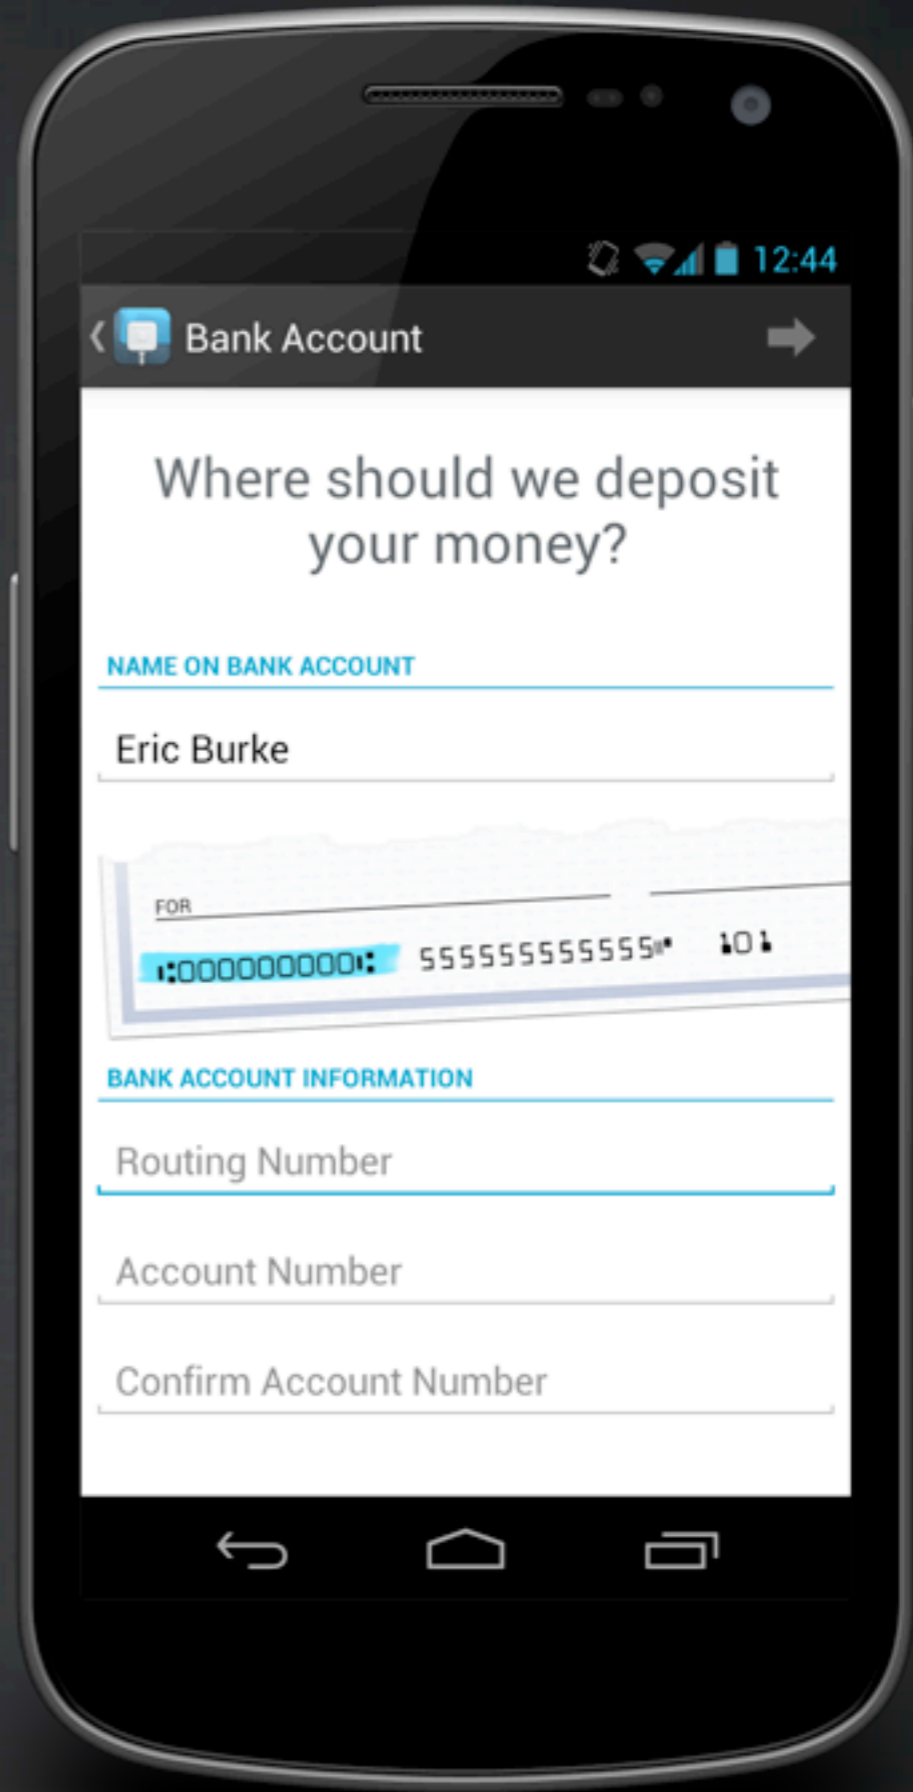 12:44
Bank Account
Where should we deposit
your money?
NAME ON BANK ACCOUNT
Eric Burke
FOR
⑆000000000⑆ 555555555555⑈ 101
BANK ACCOUNT INFORMATION
Routing Number
Account Number
Confirm Account Number